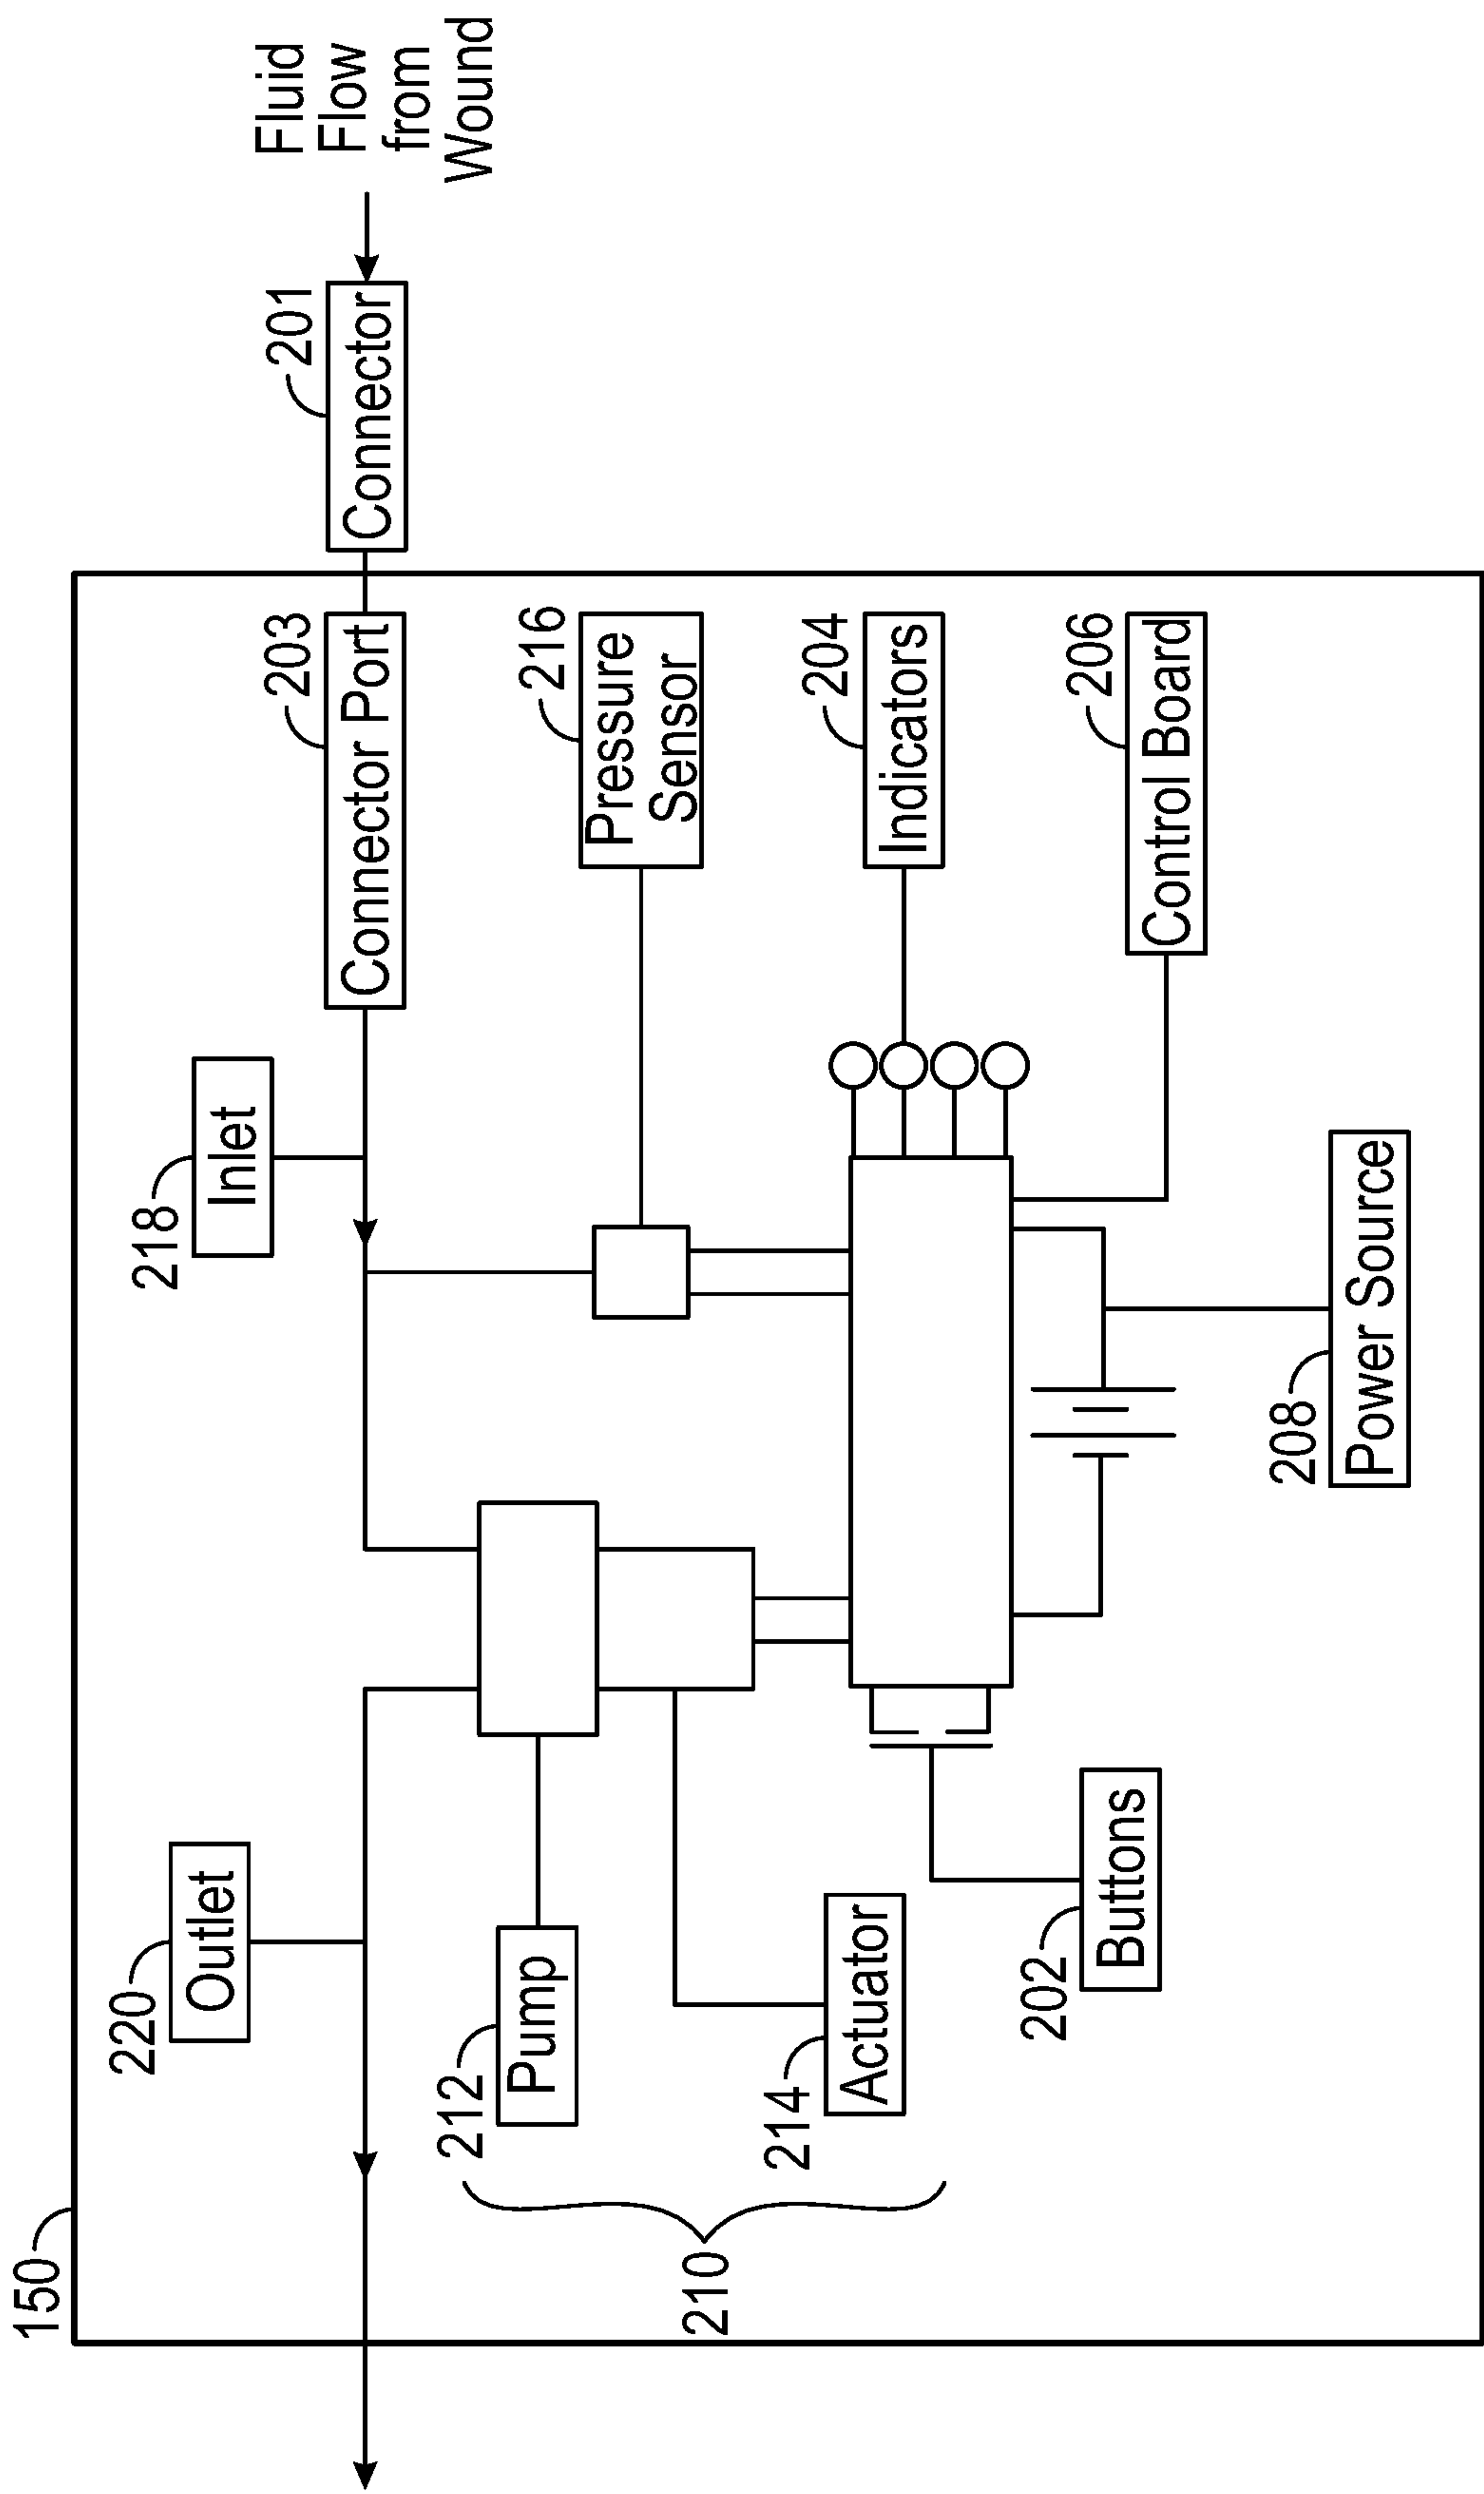 150
220
Outlet
218
Inlet
203
Connector Port
201
Connector
Fluid
Flow
from
Wound
212
Pump
216
Pressure
Sensor
210
214
Actuator
204
Indicators
202
Buttons
206
Control Board
208
Power Source